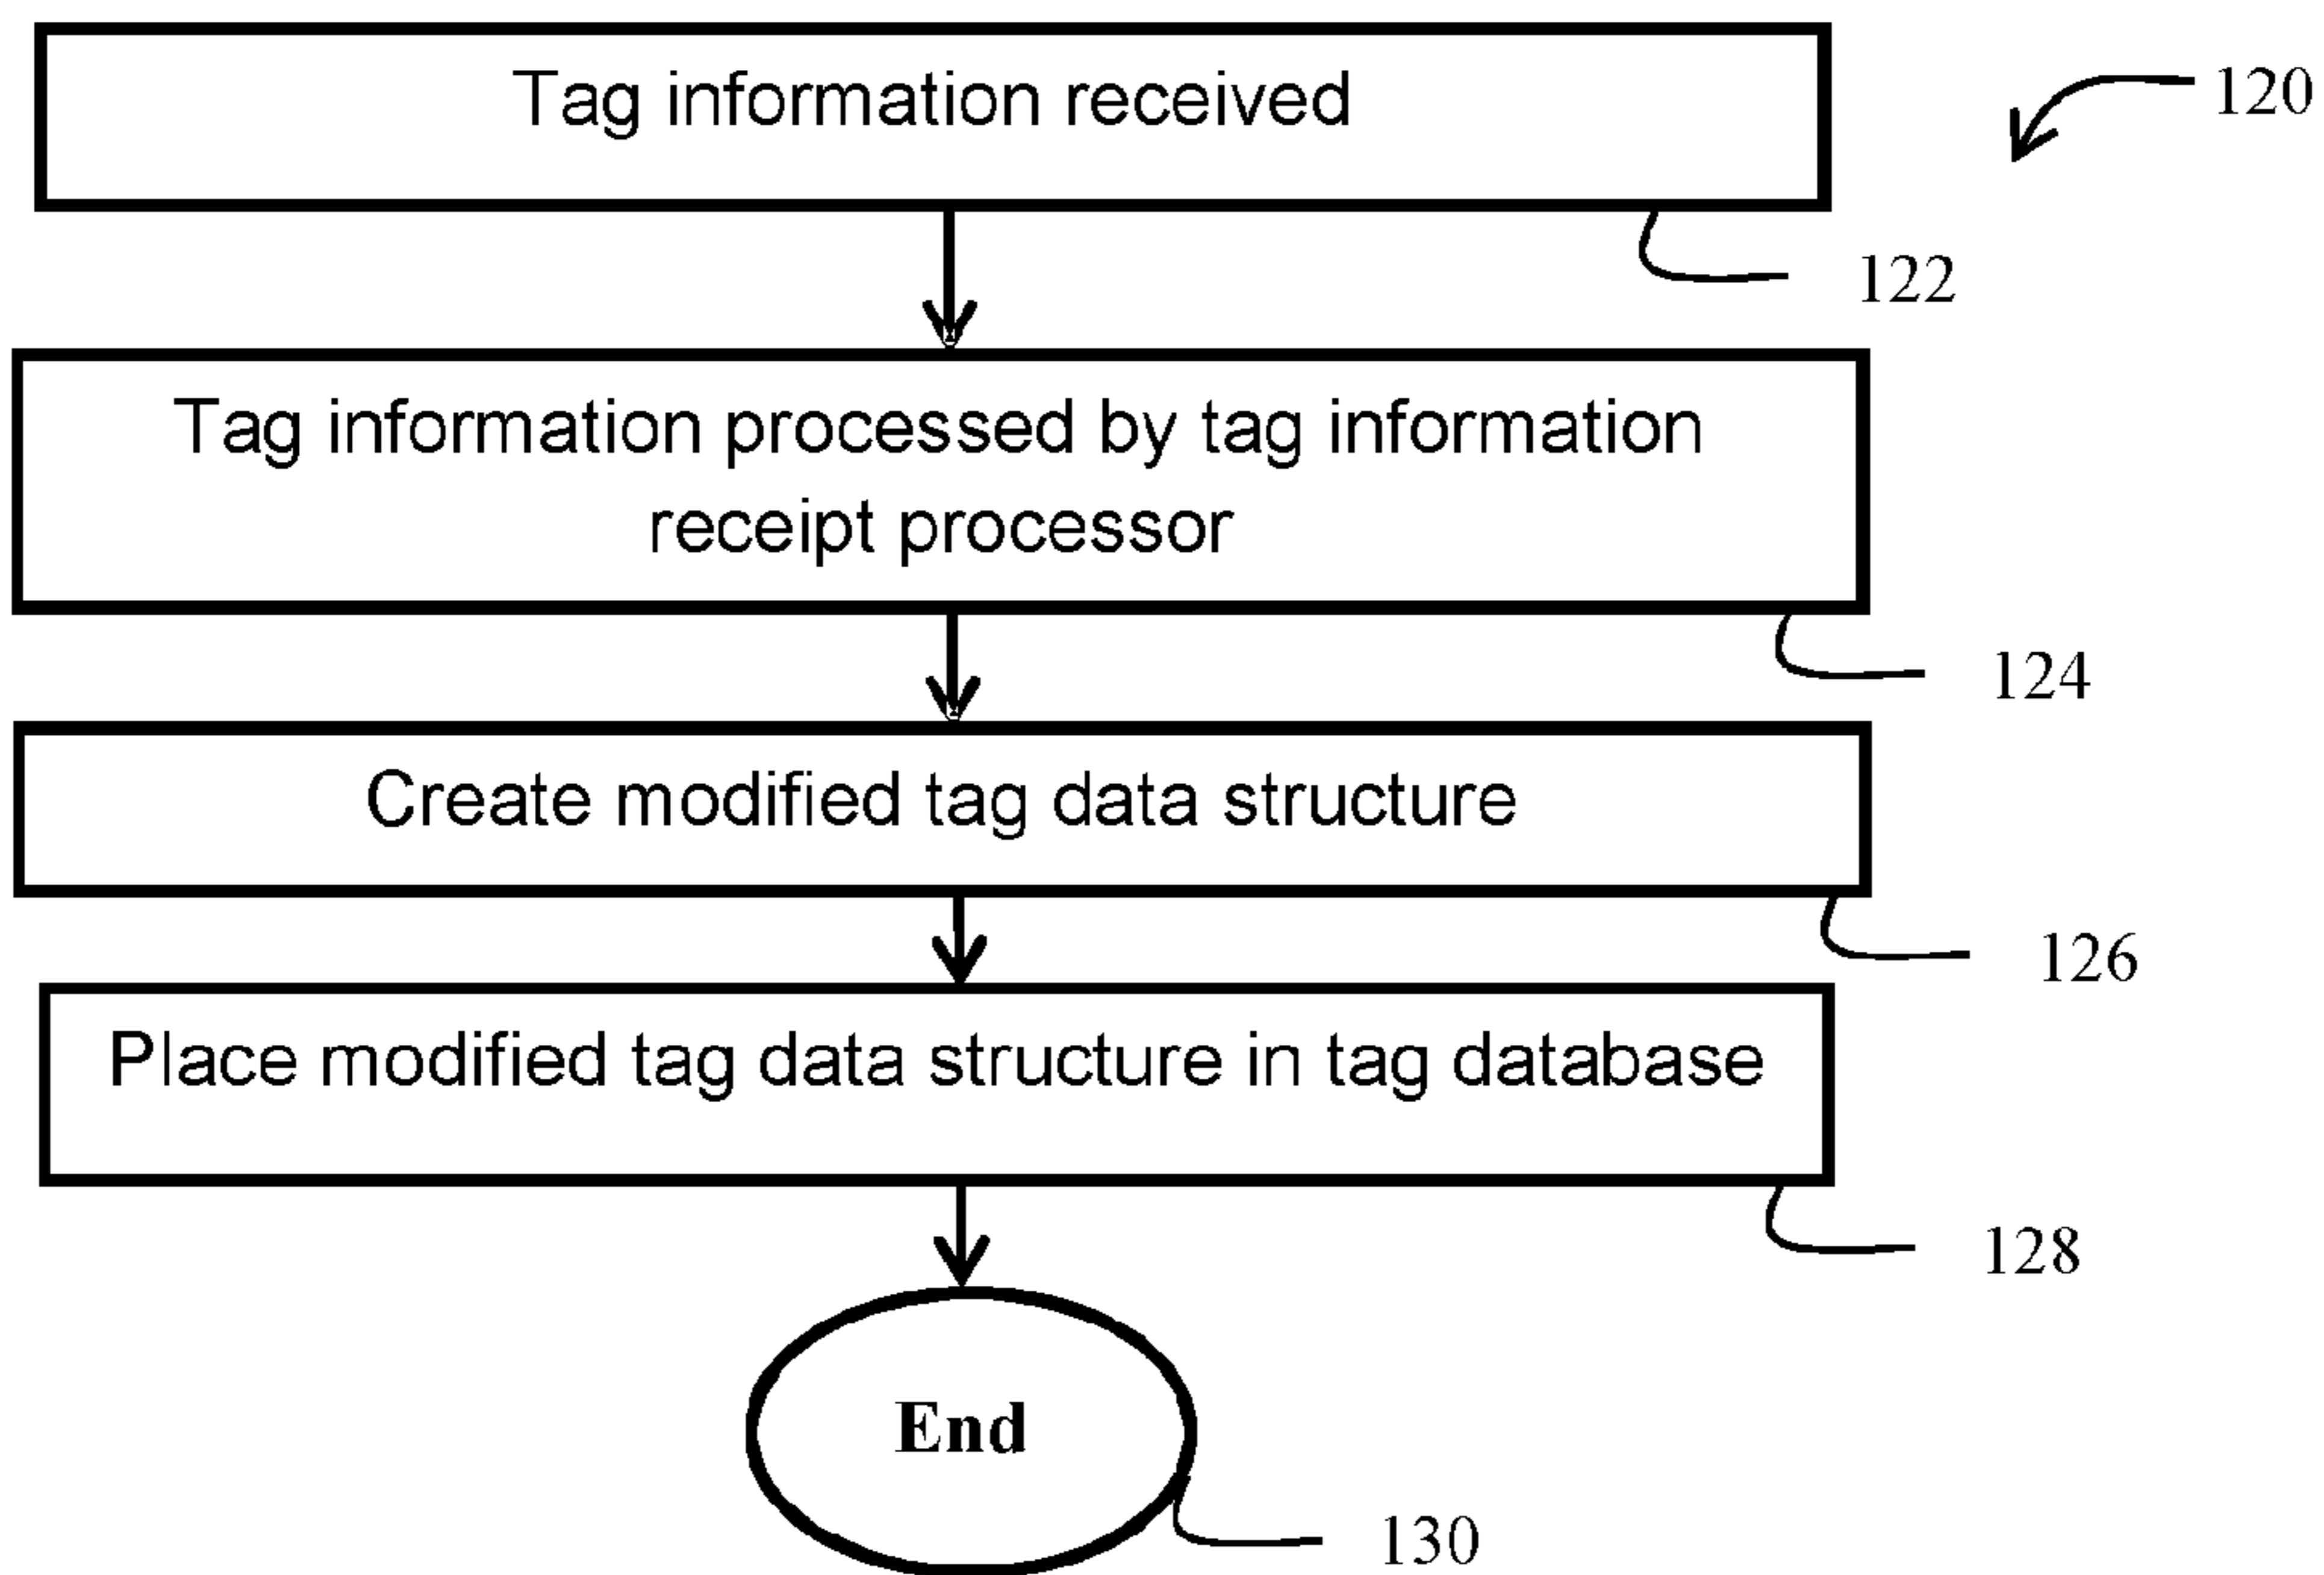 Tag information received
120
122
Tag information processed by tag information
receipt processor
124
Create modified tag data structure
126
Place modified tag data structure in tag database
128
End
130